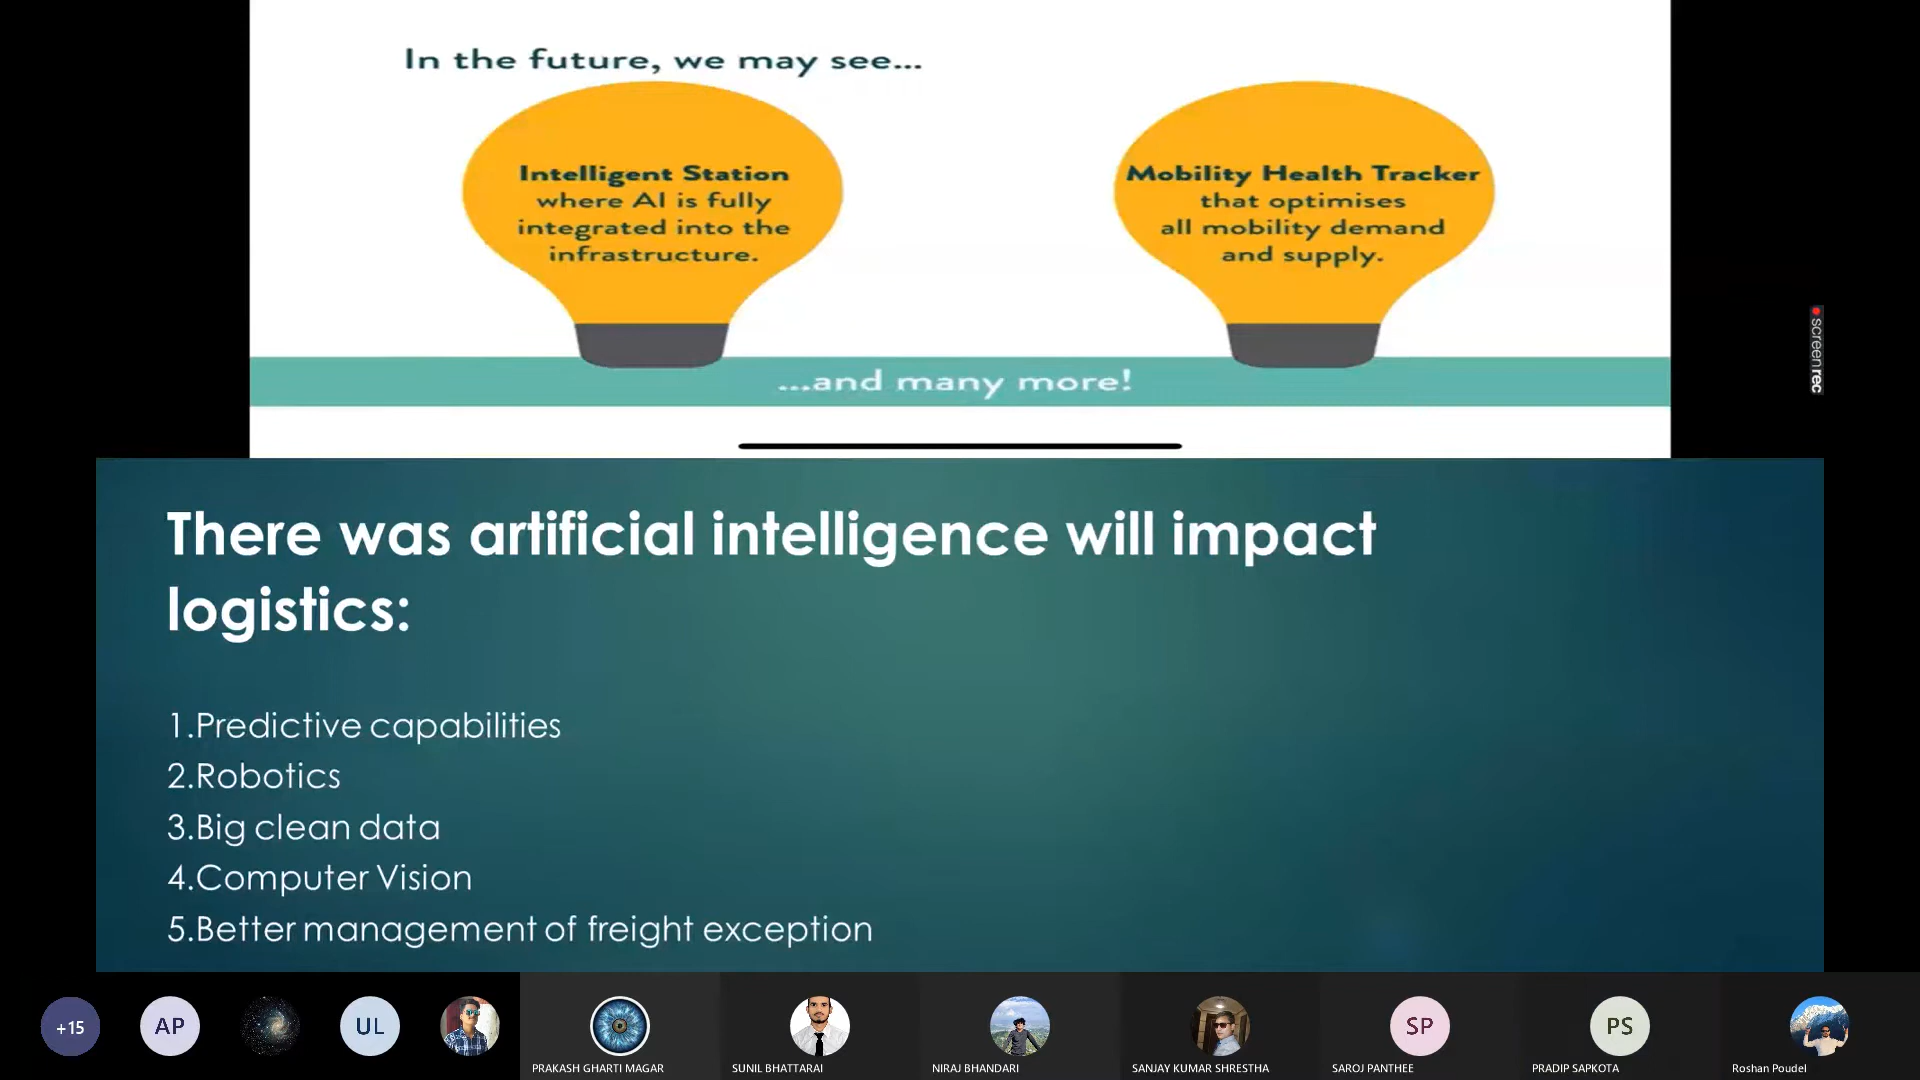 In the future, we may see...
Intelligent Station
where AI is fully
integrated into the
infrastructure.
Mobility Health Tracker
that optimises
all mobility demand
and supply.
...and many more!
screenrec
There was artificial intelligence will impact
logistics:
1.Predictive capabilities
2.Robotics
3.Big clean data
4.Computer Vision
5.Better management of freight exception
+15
AP
UL
SP
PS
PRAKASH GHARTI MAGAR
SUNIL BHATTARAI
NIRAJ BHANDARI
SANJAY KUMAR SHRESTHA
SAROJ PANTHEE
PRADIP SAPKOTA
Roshan Poudel